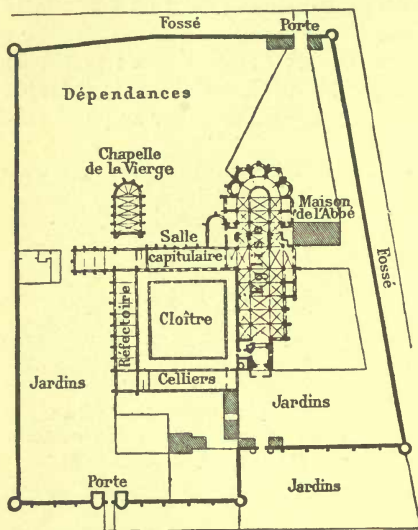 Fossé
Porte
Dépendances
Chapelle
de la Vierge
Maison
de l'Abbé
Salle
capitulaire
Eglise
Fossé
Réfectoire
Cloître
Celliers
Jardins
Jardins
Porte
Jardins